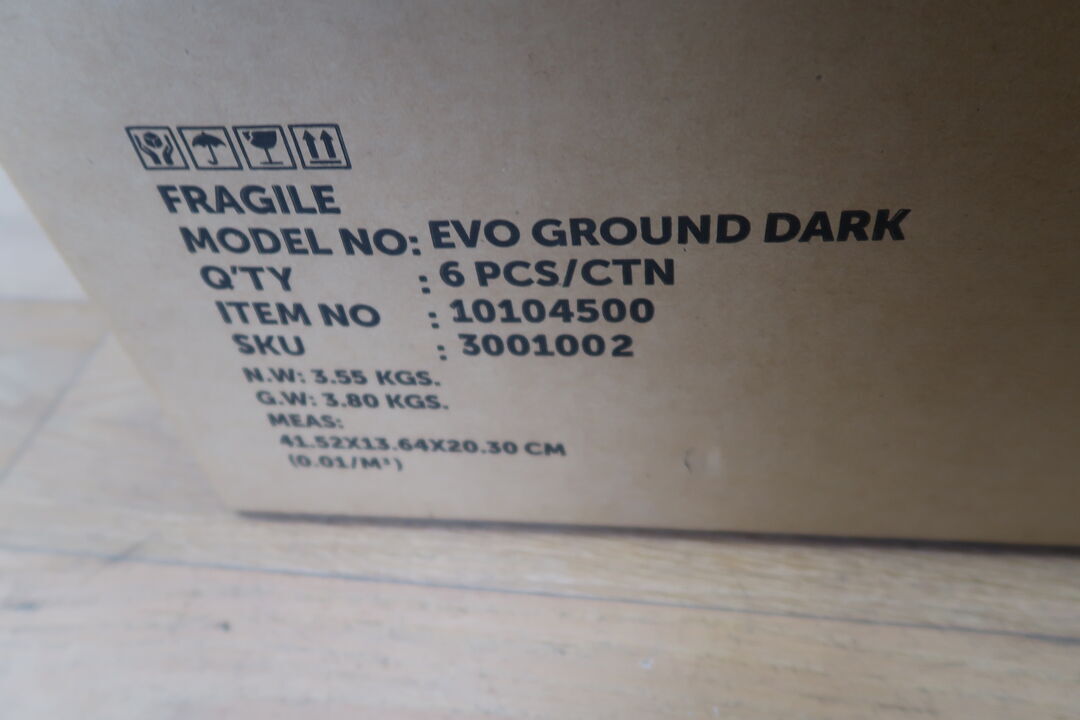 FRAGILE
MODEL NO: EVO GROUND DARK
Q'TY : 6 PCS/CTN
ITEM NO : 10104500
SKU : 3001002
N.W: 3.55 KGS.
G.W: 3.80 KGS.
MEAS:
41.52X13.64X20.30 CM
(0.01/M³)